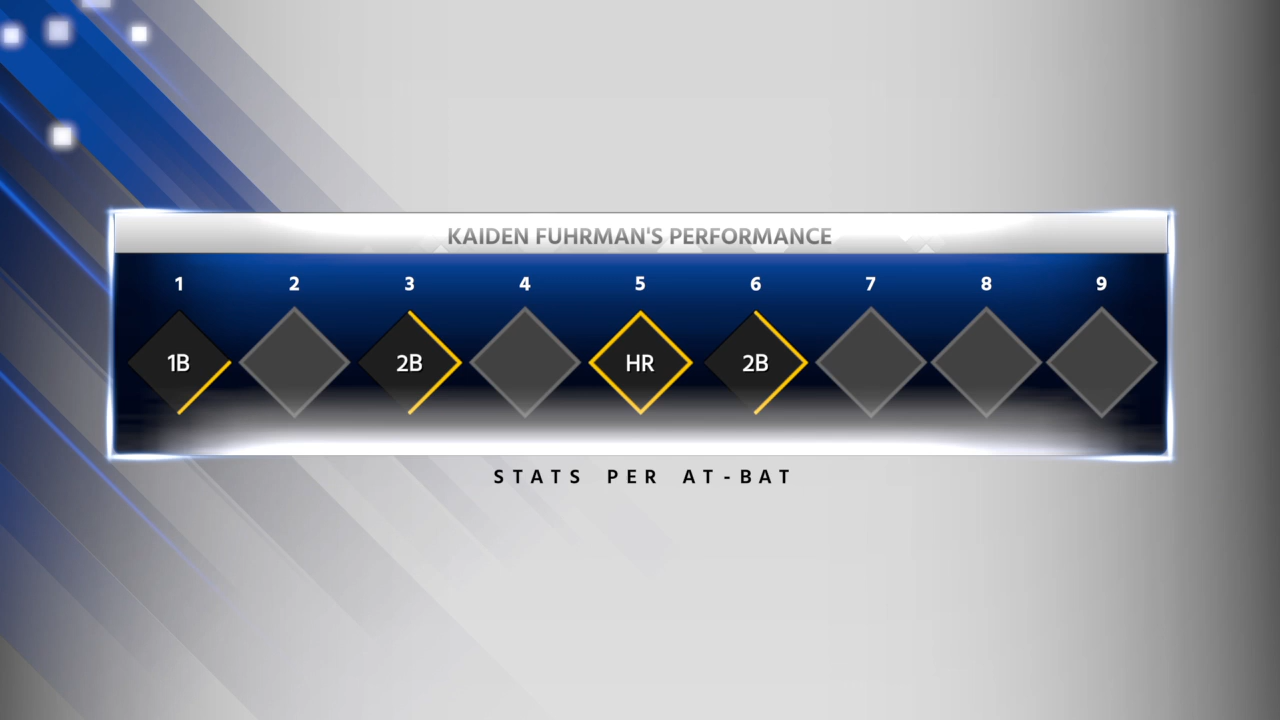 KAIDEN FUHRMAN'S PERFORMANCE
1 2 3 4 5 6 7 8 9
1B 2B HR 2B
STATS PER AT-BAT